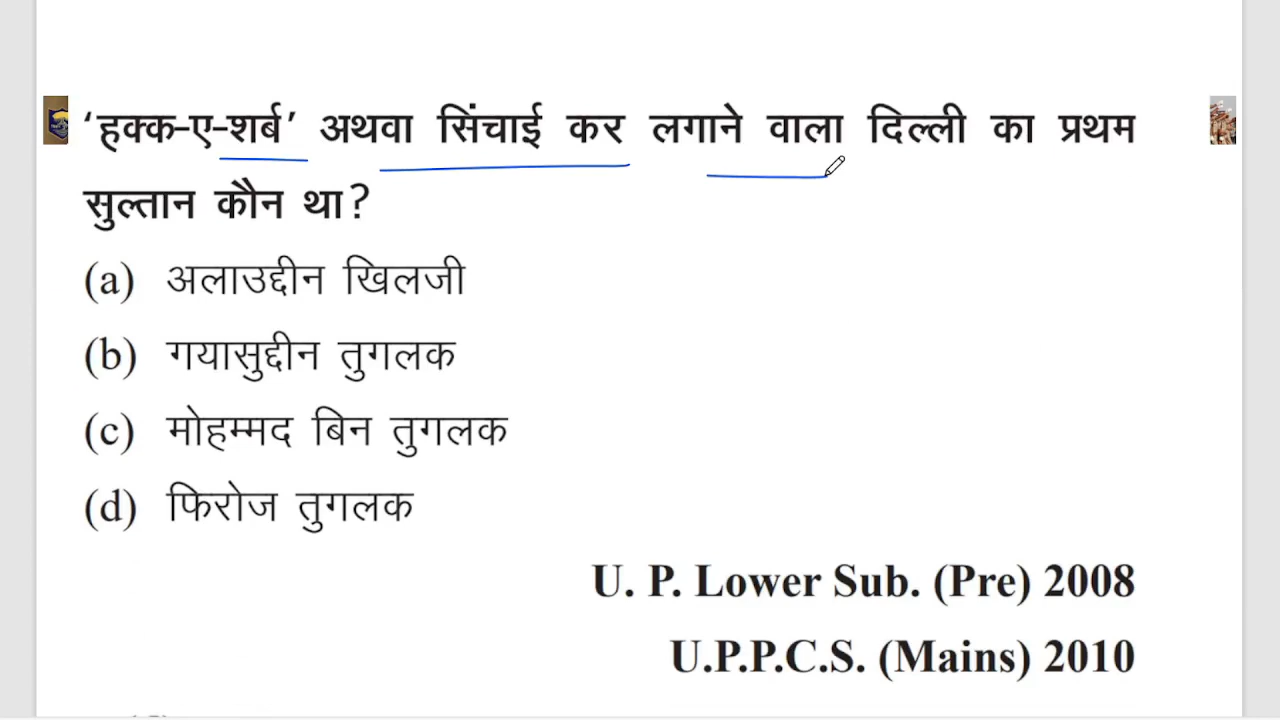 ‘हक्क-ए-शर्ब’ अथवा सिंचाई कर लगाने वाला दिल्ली का प्रथम
सुल्तान कौन था?
(a) अलाउद्दीन खिलजी
(b) गयासुद्दीन तुगलक
(c) मोहम्मद बिन तुगलक
(d) फिरोज तुगलक
U. P. Lower Sub. (Pre) 2008
U.P.P.C.S. (Mains) 2010